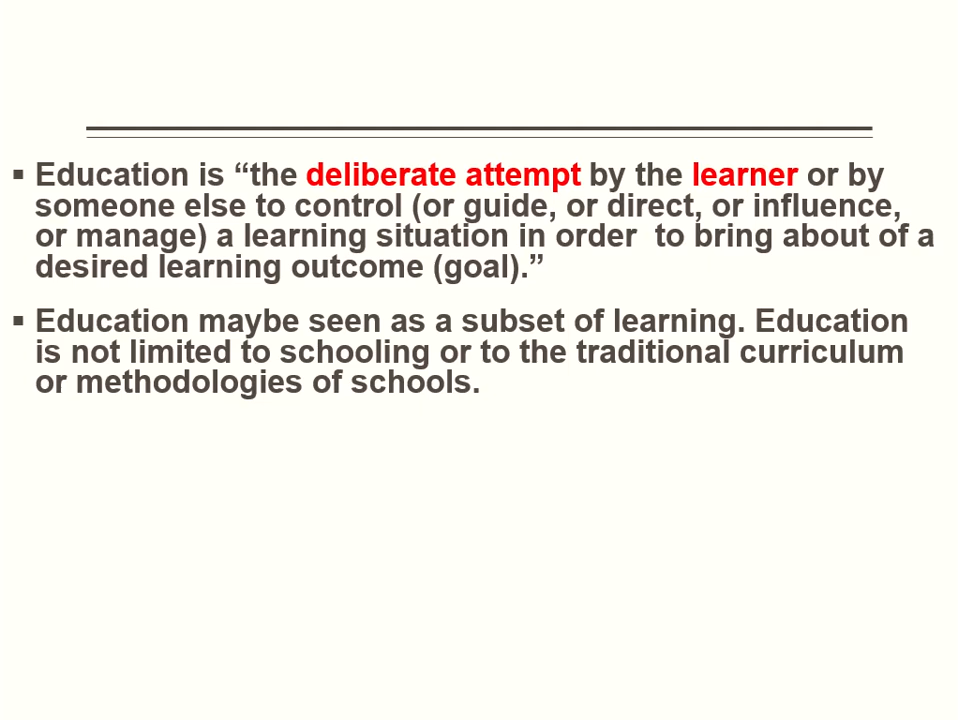 ▪ Education is “the deliberate attempt by the learner or by
someone else to control (or guide, or direct, or influence,
or manage) a learning situation in order  to bring about of a
desired learning outcome (goal).”
▪ Education maybe seen as a subset of learning. Education
is not limited to schooling or to the traditional curriculum
or methodologies of schools.